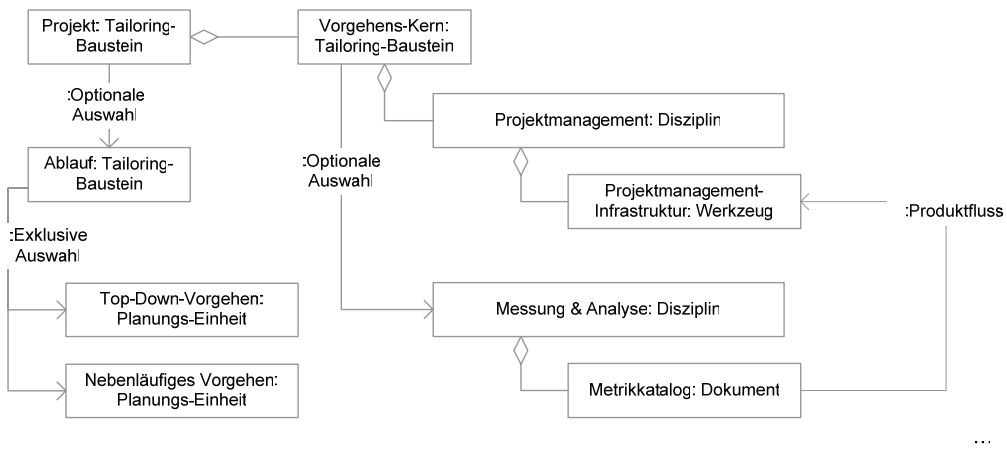 Projekt: Tailoring-
Baustein
Vorgehens-Kern:
Tailoring-Baustein
:Optionale
Auswahl
Projektmanagement: Disziplin
Ablauf: Tailoring-
Baustein
:Optionale
Auswahl
Projektmanagement-
Infrastruktur: Werkzeug
:Produktfluss
:Exklusive
Auswahl
Top-Down-Vorgehen:
Planungs-Einheit
Messung & Analyse: Disziplin
Nebenläufiges Vorgehen:
Planungs-Einheit
Metrikkatalog: Dokument
...